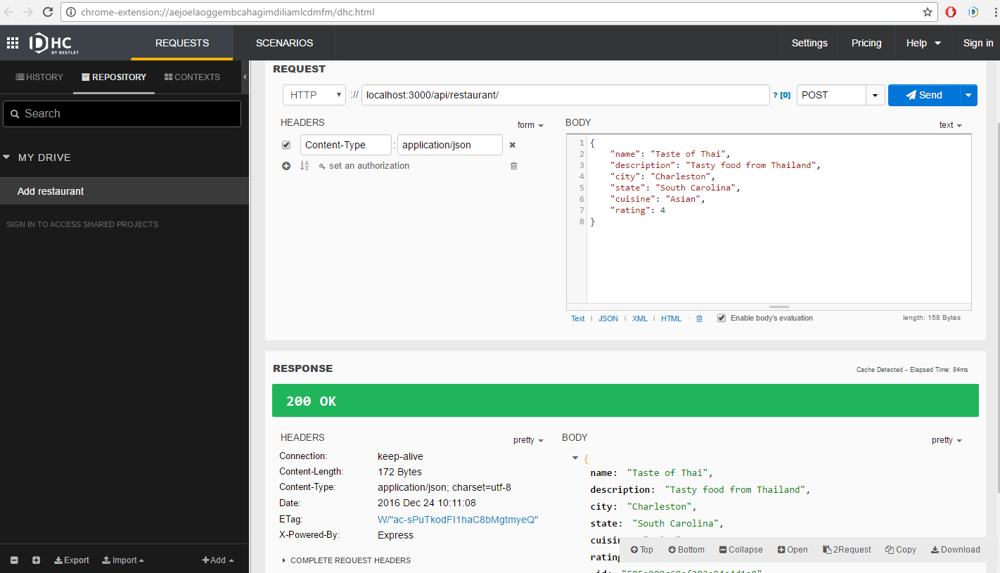 chrome-extension://aejoelaoggembcahagimdiliamlcdmfm/dhc.html
DHC BY RESTLET
REQUESTS
SCENARIOS
Settings
Pricing
Help
Sign in
HISTORY
REPOSITORY
CONTEXTS
Search
MY DRIVE
Add restaurant
SIGN IN TO ACCESS SHARED PROJECTS
Export
Import
Add
REQUEST
HTTP :// localhost:3000/api/restaurant/ ? [0] POST Send
HEADERS
form
Content-Type : application/json
set an authorization
BODY
text
1 {
2 "name": "Taste of Thai",
3 "description": "Tasty food from Thailand",
4 "city": "Charleston",
5 "state": "South Carolina",
6 "cuisine": "Asian",
7 "rating": 4
8 }
Text JSON XML HTML
Enable body's evaluation
length: 158 Bytes
RESPONSE
Cache Detected - Elapsed Time: 84ms
200 OK
HEADERS
pretty
Connection: keep-alive
Content-Length: 172 Bytes
Content-Type: application/json; charset=utf-8
Date: 2016 Dec 24 10:11:08
ETag: W/"ac-sPuTkodFI1haC8bMgtmyeQ"
X-Powered-By: Express
COMPLETE REQUEST HEADERS
BODY
pretty
{
name: "Taste of Thai",
description: "Tasty food from Thailand",
city: "Charleston",
state: "South Carolina",
Top
Bottom
Collapse
Open
2Request
Copy
Download
rating